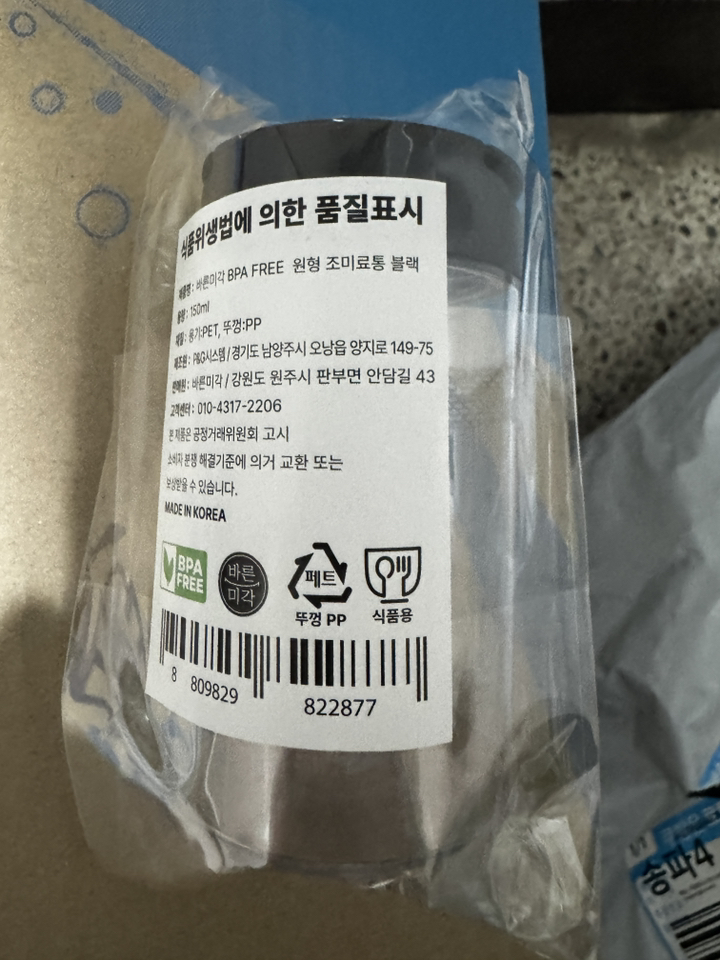 식품위생법에 의한 품질표시
제품명 : 바른미각 BPA FREE 원형 조미료통 블랙
용량 : 150ml
재질 : 용기:PET, 뚜껑:PP
제조원 : P&G시스템 / 경기도 남양주시 오남읍 양지로 149-75
판매원 : 바른미각 / 강원도 원주시 판부면 안담길 43
고객센터 : 010-4317-2206
본 제품은 공정거래위원회 고시
소비자 분쟁 해결기준에 의거 교환 또는
보상받을 수 있습니다.
MADE IN KOREA
BPA
FREE
바른
미각
페트
뚜껑 PP
식품용
8 809829 822877
송파4